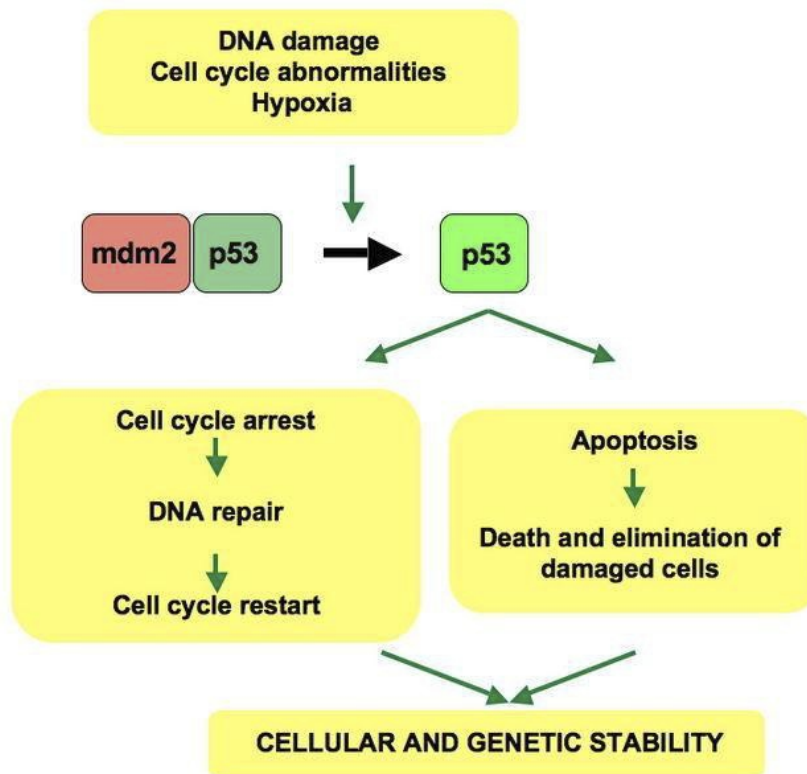 DNA damage
Cell cycle abnormalities
Hypoxia
mdm2 p53
p53
Cell cycle arrest
DNA repair
Cell cycle restart
Apoptosis
Death and elimination of
damaged cells
CELLULAR AND GENETIC STABILITY